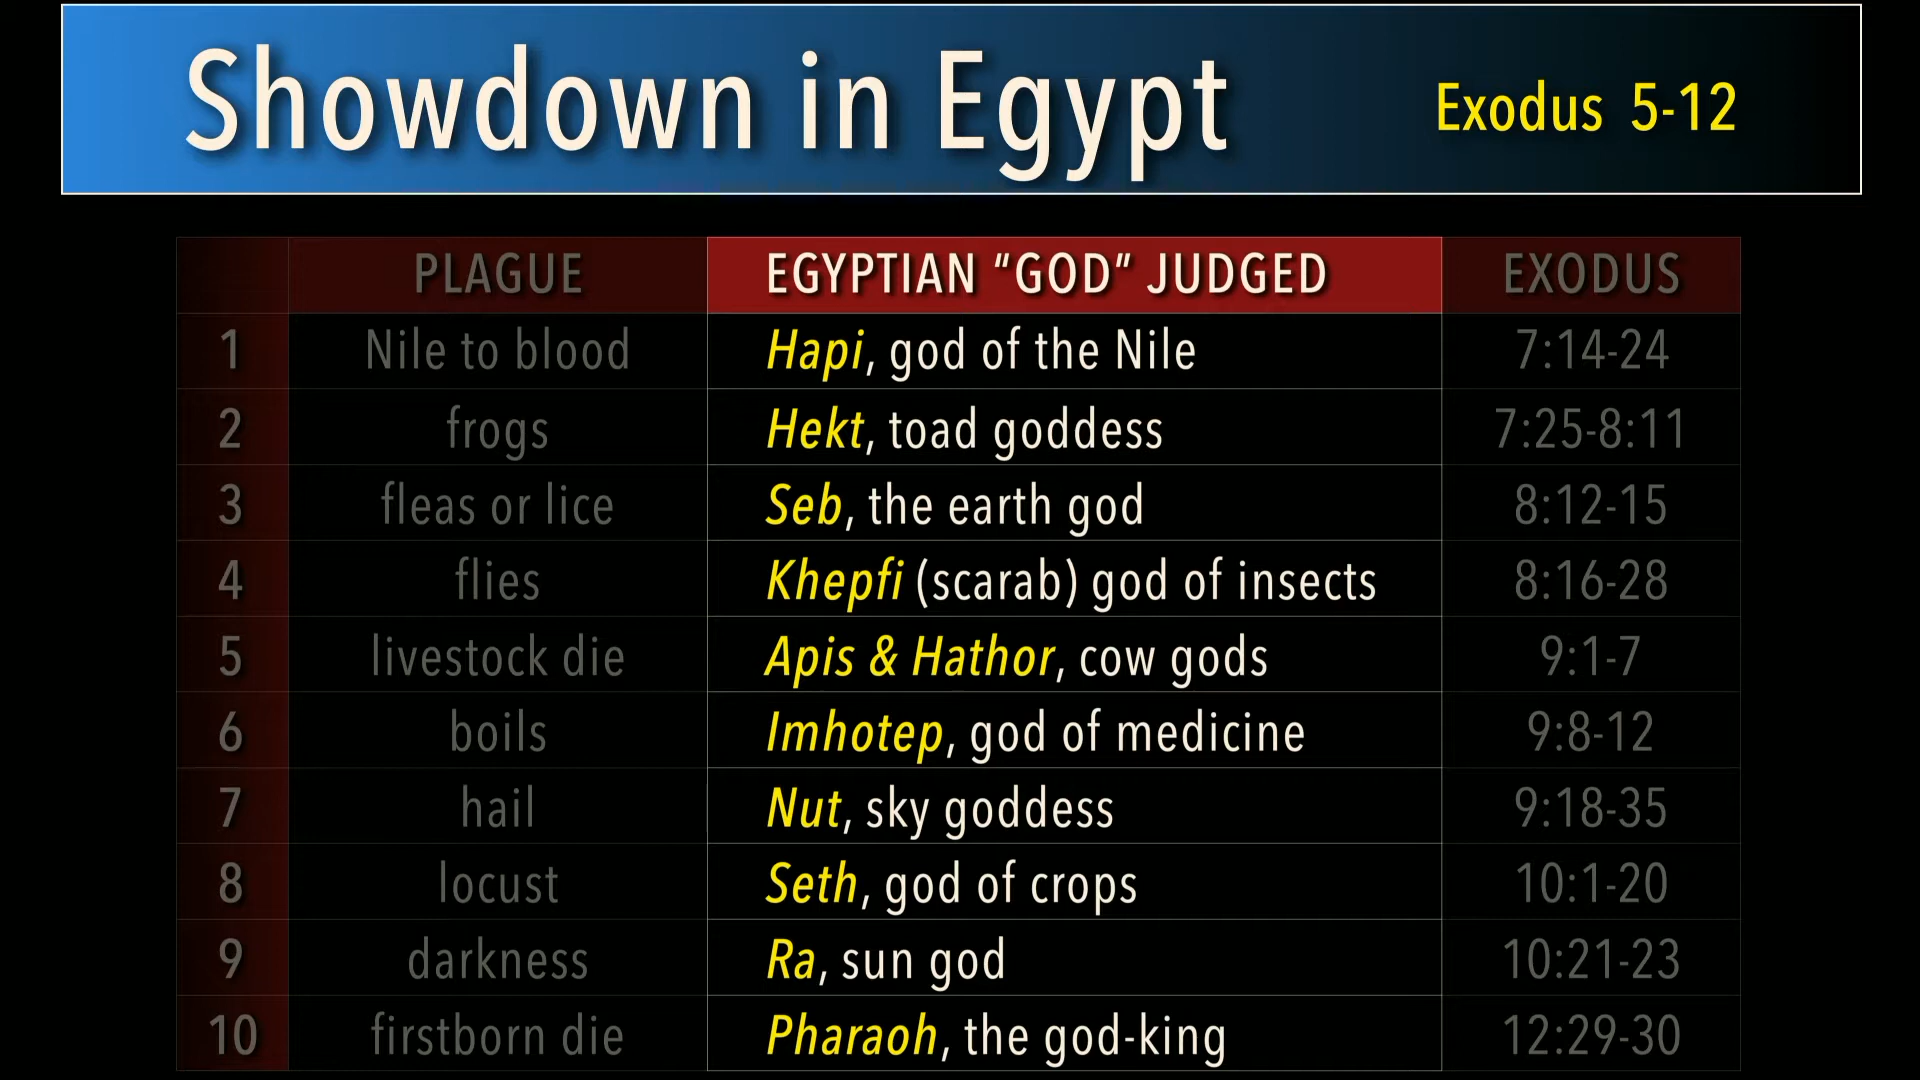 Showdown in Egypt Exodus 5-12
PLAGUE EGYPTIAN “GOD” JUDGED EXODUS
1 Nile to blood Hapi, god of the Nile 7:14-24
2 frogs Hekt, toad goddess 7:25-8:11
3 fleas or lice Seb, the earth god 8:12-15
4 flies Khepfi (scarab) god of insects 8:16-28
5 livestock die Apis & Hathor, cow gods 9:1-7
6 boils Imhotep, god of medicine 9:8-12
7 hail Nut, sky goddess 9:18-35
8 locust Seth, god of crops 10:1-20
9 darkness Ra, sun god 10:21-23
10 firstborn die Pharaoh, the god-king 12:29-30